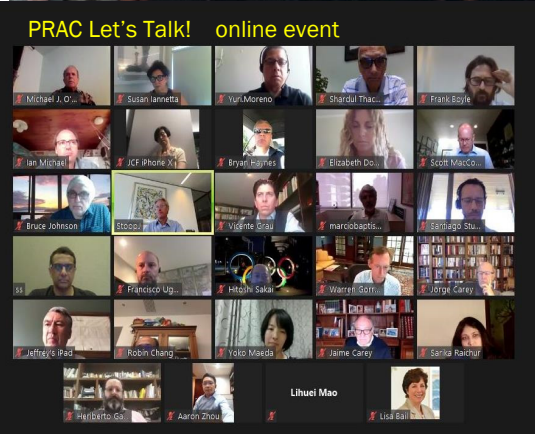 PRAC Let's Talk! online event
Michael J. O'...
Susan Iannetta
Yuri.Moreno
Shardul Thac...
Frank Boyle
Ian Michael
JCF iPhone X
Bryan Haynes
Elizabeth Do...
Scott MacCo...
Bruce Johnson
Stoop,
Vicente Grau
marciobaptis...
Santiago Stu...
ss
Francisco Ug...
Hitoshi Sakai
Warren Gorr...
Jorge Carey
Jeffrey's iPad
Robin Chang
Yoko Maeda
Jaime Carey
Sarika Raichur
Heriberto Ga...
Aaron Zhou
Lihuei Mao
Lisa Bail